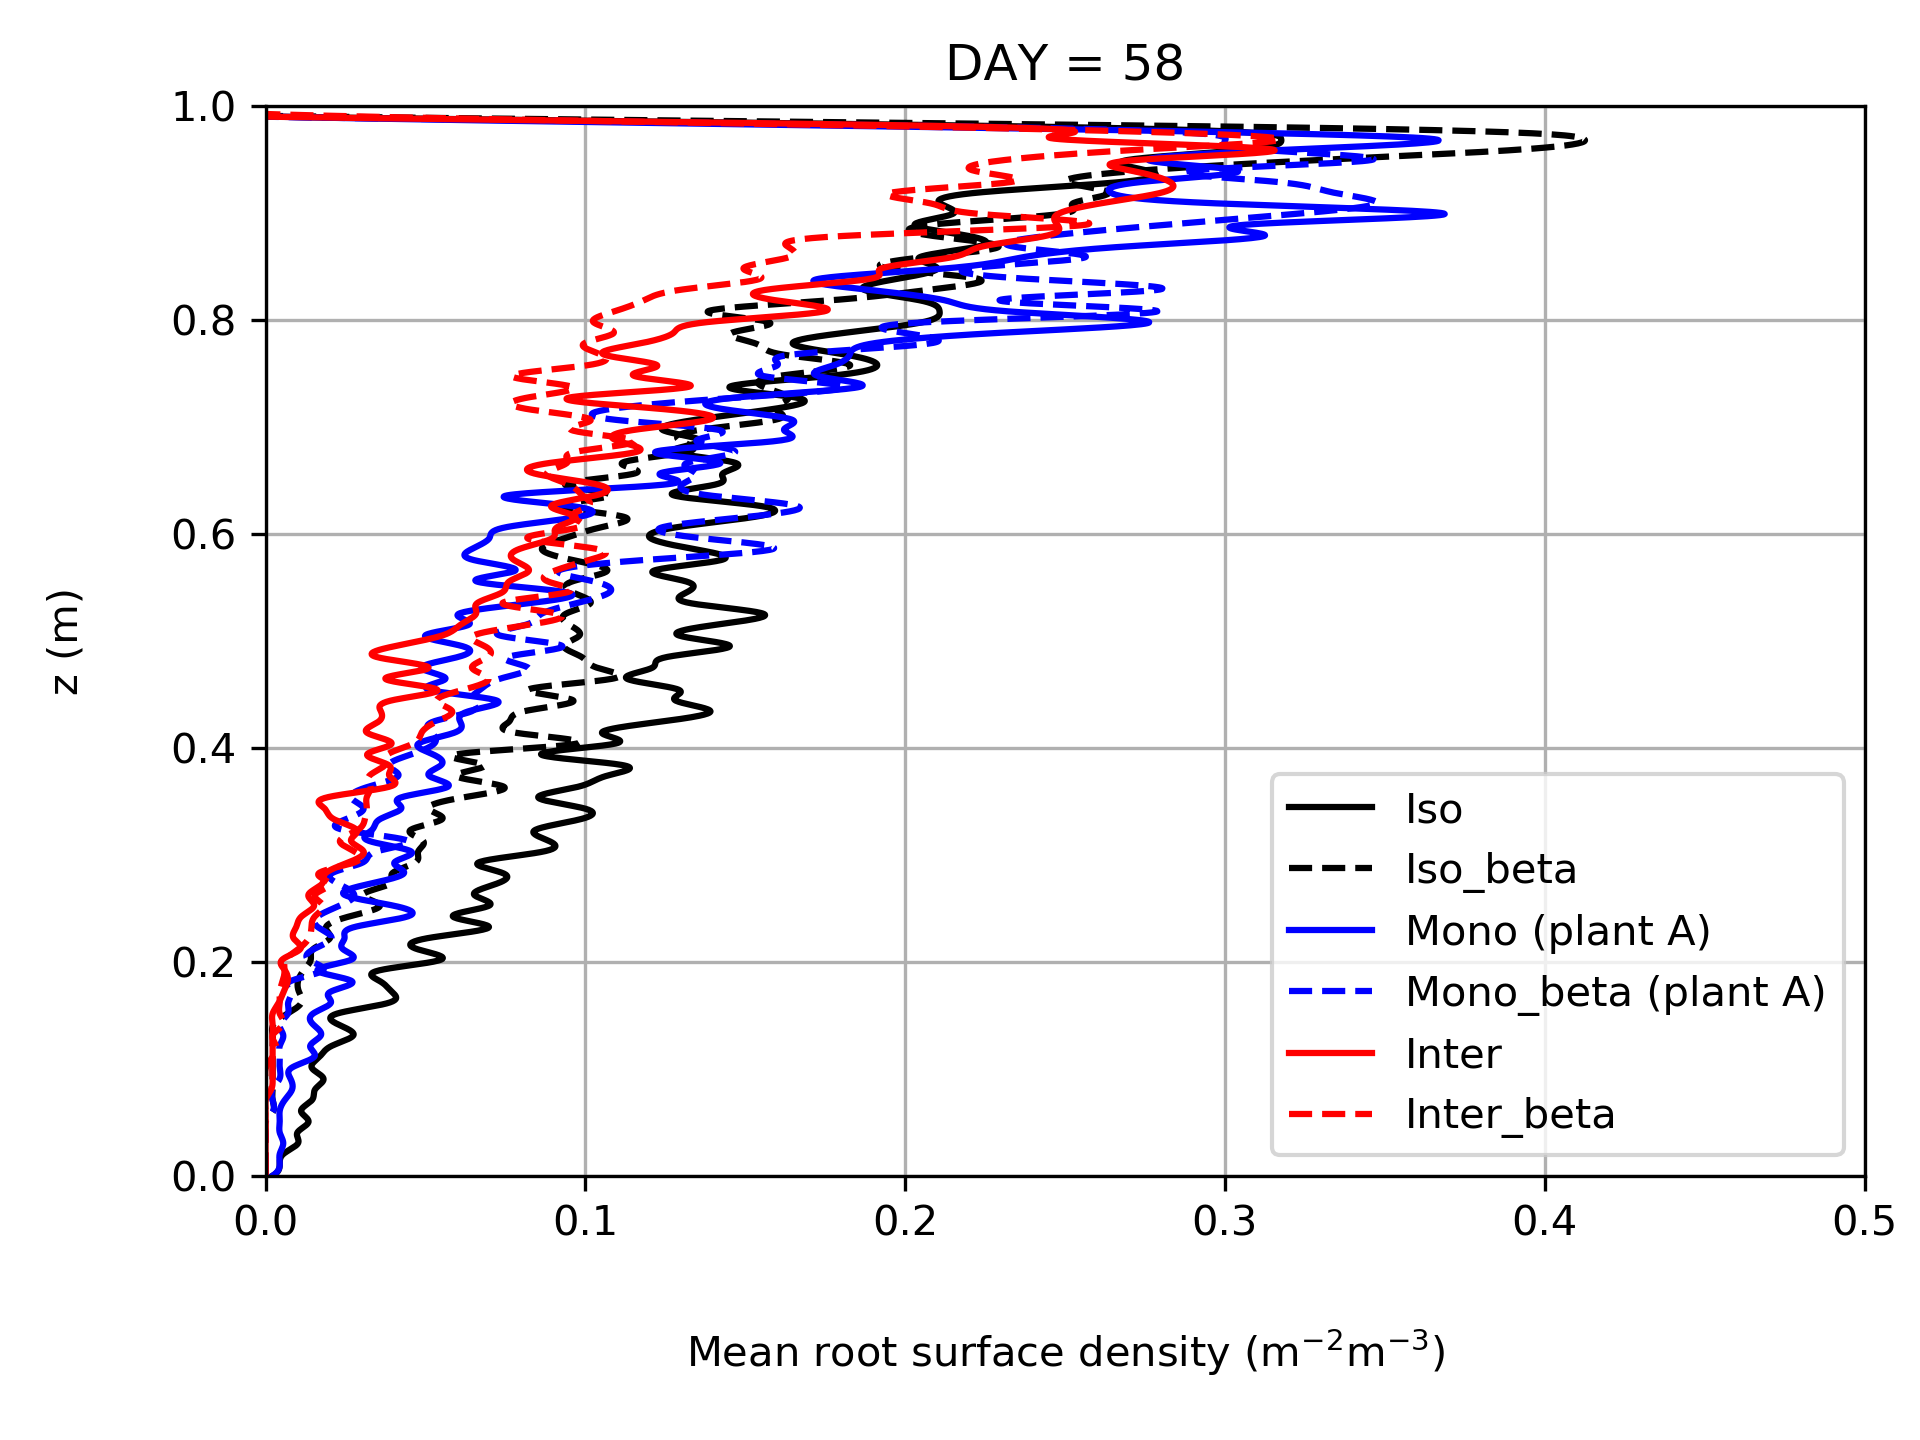 DAY = 58
1.0
0.8
0.6
0.4
0.2
0.0
z (m)
0.0 0.1 0.2 0.3 0.4 0.5
Mean root surface density (m⁻²m⁻³)
Iso
Iso_beta
Mono (plant A)
Mono_beta (plant A)
Inter
Inter_beta